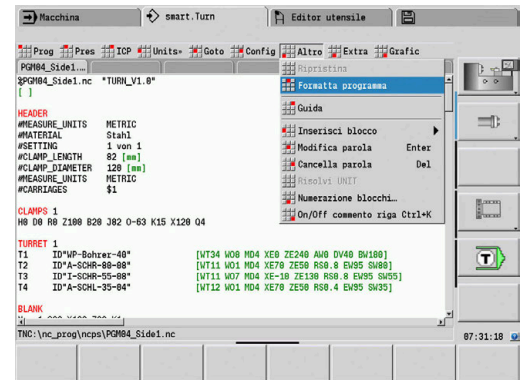 Macchina
smart.Turn
Editor utensile
Prog Pres ICP Units» Goto Config Altro Extra Grafic
PGM04_Side1....
%PGM04_Side1.nc "TURN_V1.0"
[ ]
HEADER
#MEASURE_UNITS METRIC
#MATERIAL Stahl
#SETTING 1 von 1
#CLAMP_LENGTH 82 [mm]
#CLAMP_DIAMETER 120 [mm]
#MEASURE_UNITS METRIC
#CARRIAGES $1
CLAMPS 1
H0 D0 R0 Z100 B20 J82 O-63 K15 X120 Q4
TURRET 1
T1 ID"WP-Bohrer-40" [WT34 WO0 MD4 XE0 ZE240 AW0 DV40 BW180]
T2 ID"A-SCHR-80-08" [WT11 WO1 MD4 XE70 ZE50 RS0.8 EW95 SW80]
T3 ID"I-SCHR-55-08" [WT11 WO7 MD4 XE-10 ZE130 RS0.8 EW95 SW55]
T4 ID"A-SCHL-35-04" [WT12 WO1 MD4 XE70 ZE50 RS0.4 EW95 SW35]
BLANK
Ripristina
Formatta programma
Guida
Inserisci blocco
Modifica parola Enter
Cancella parola Del
Risolvi UNIT
Numerazione blocchi...
On/Off commento riga Ctrl+K
T
TNC:\nc_prog\ncps\PGM04_Side1.nc
07:31:18